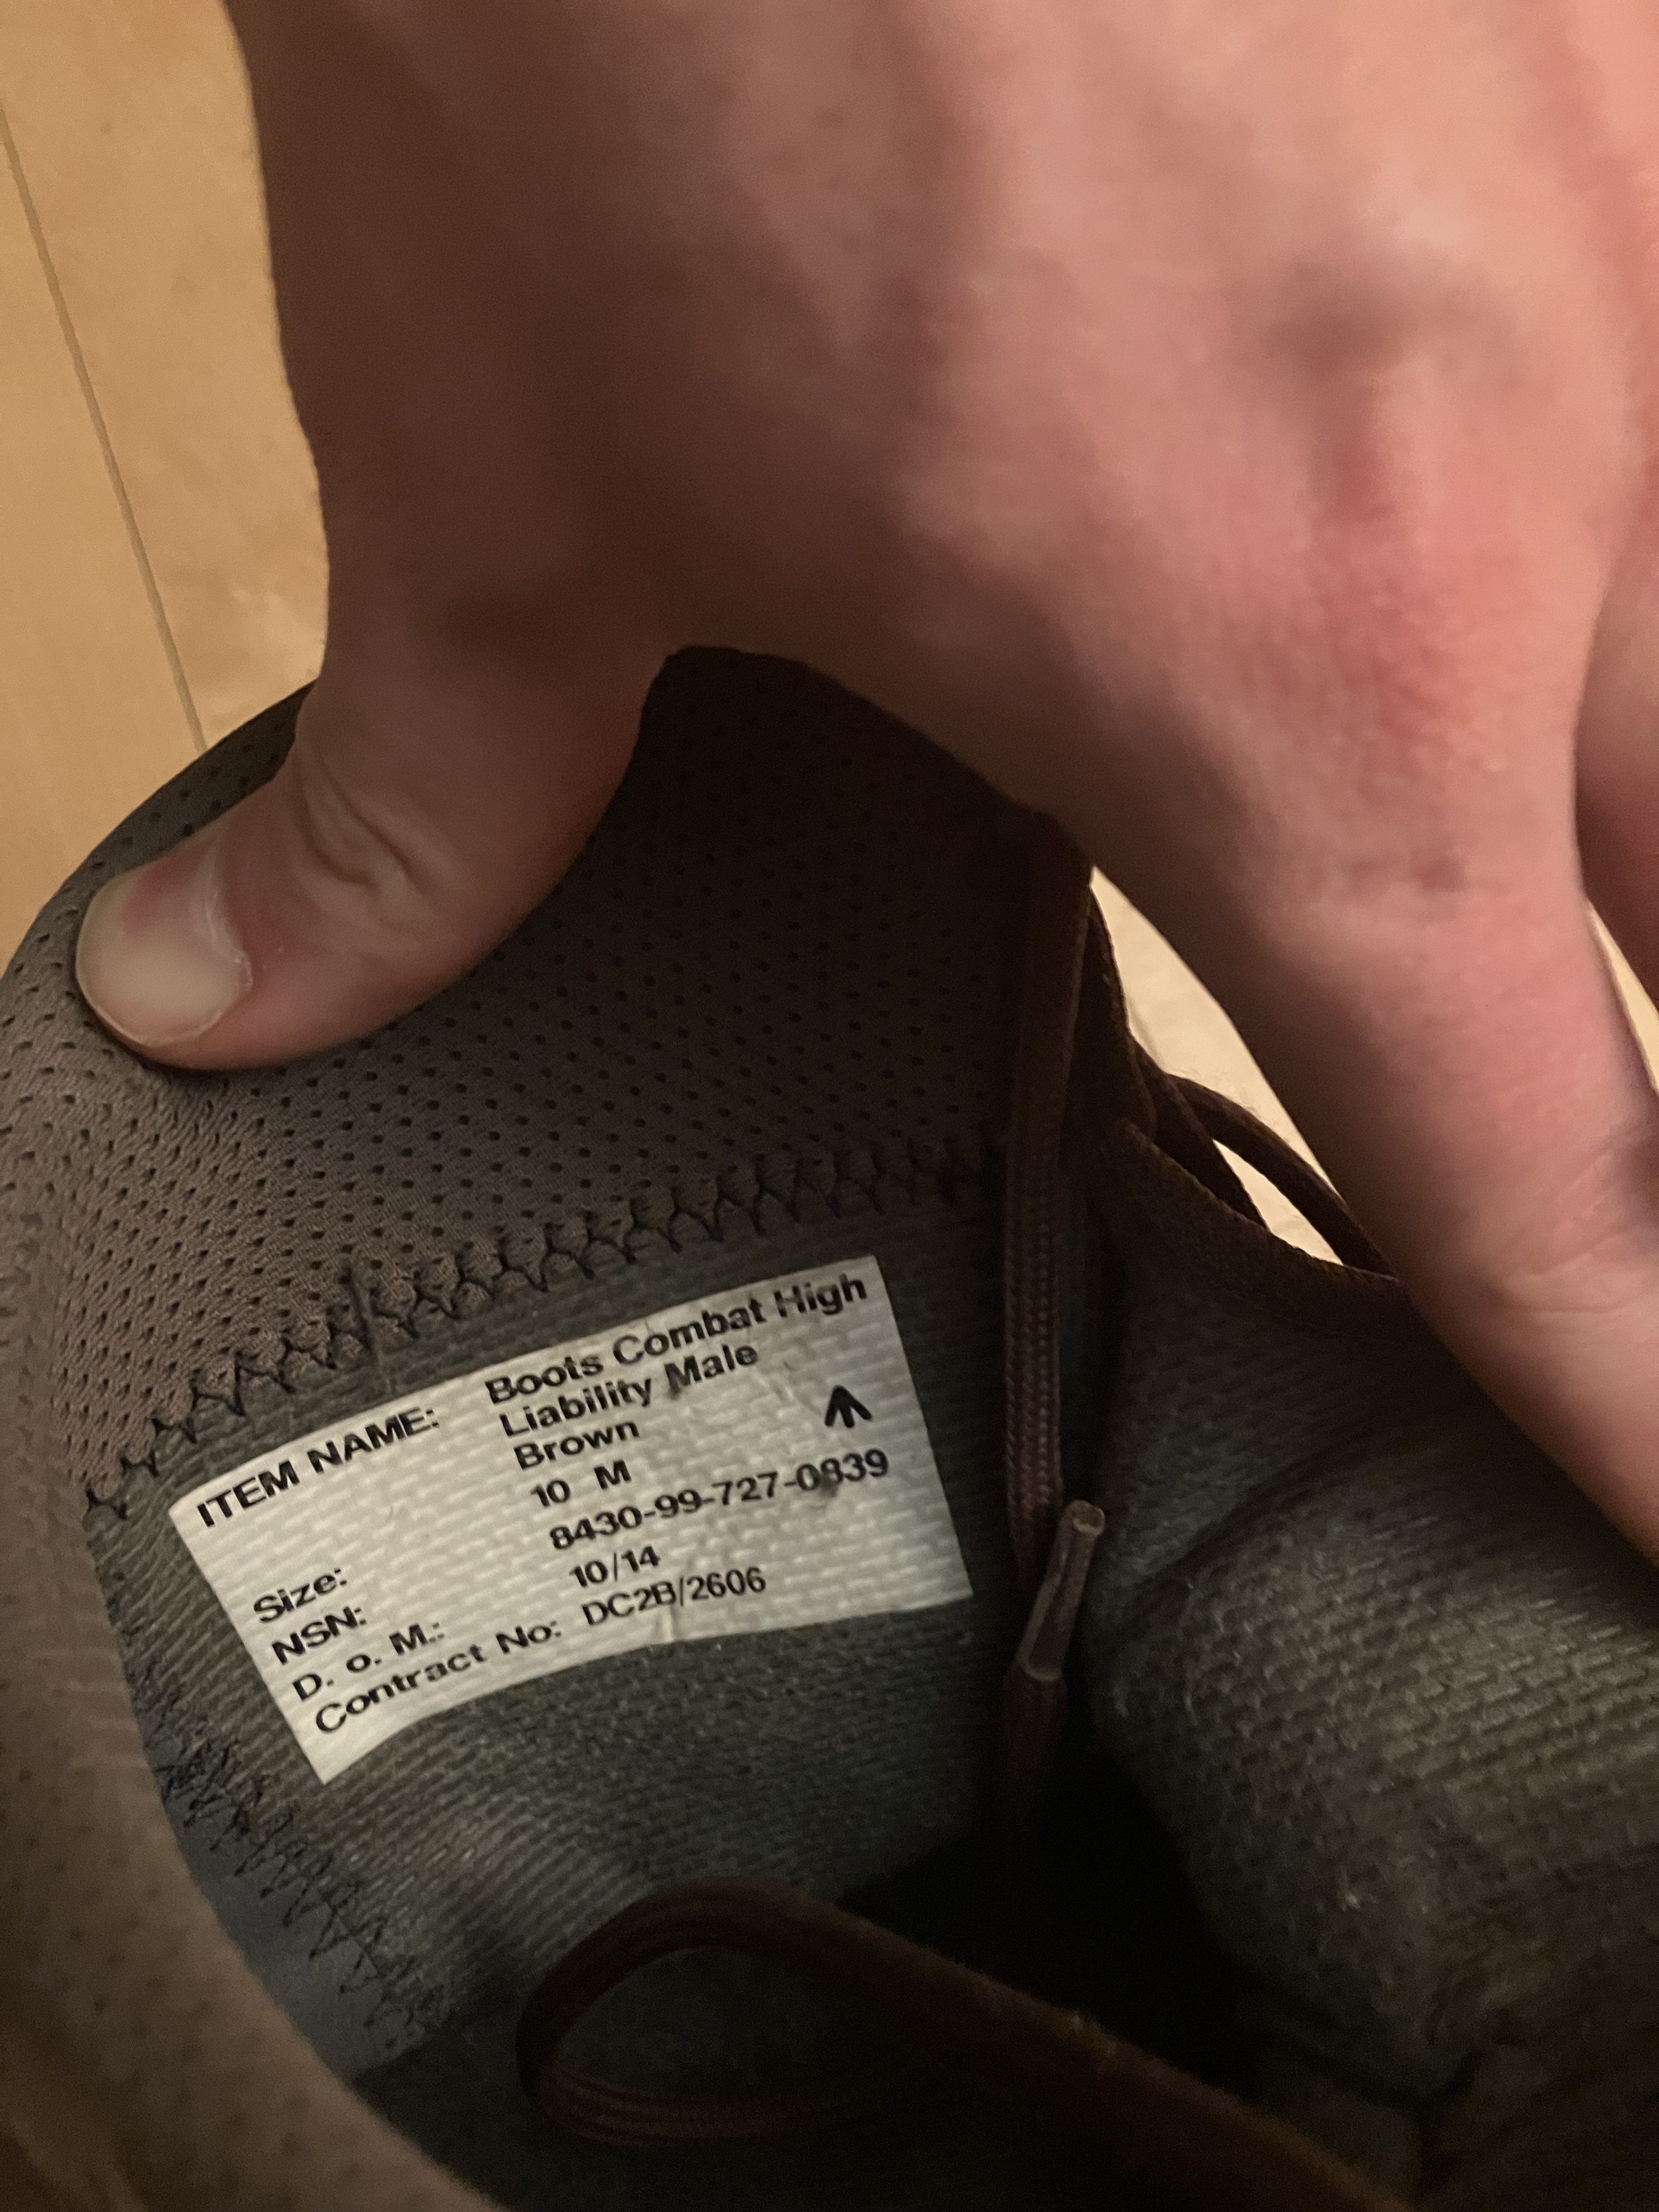 ITEM NAME: Boots Combat High
Liability Male
Brown
Size: 10 M
NSN: 8430-99-727-0839
D. o. M.: 10/14
Contract No: DC2B/2606